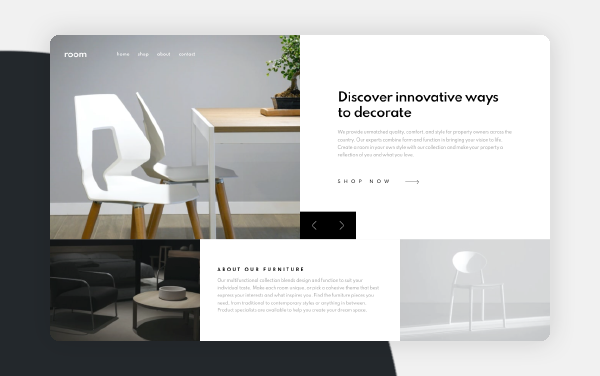 room
home shop about contact
Discover innovative ways
to decorate
We provide unmatched quality, comfort, and style for property owners across the
country. Our experts combine form and function in bringing your vision to life.
Create a room in your own style with our collection and make your property a
reflection of you and what you love.
SHOP NOW
ABOUT OUR FURNITURE
Our multifunctional collection blends design and function to suit your
individual taste. Make each room unique, or pick a cohesive theme that best
express your interests and what inspires you. Find the furniture pieces you
need, from traditional to contemporary styles or anything in between.
Product specialists are available to help you create your dream space.